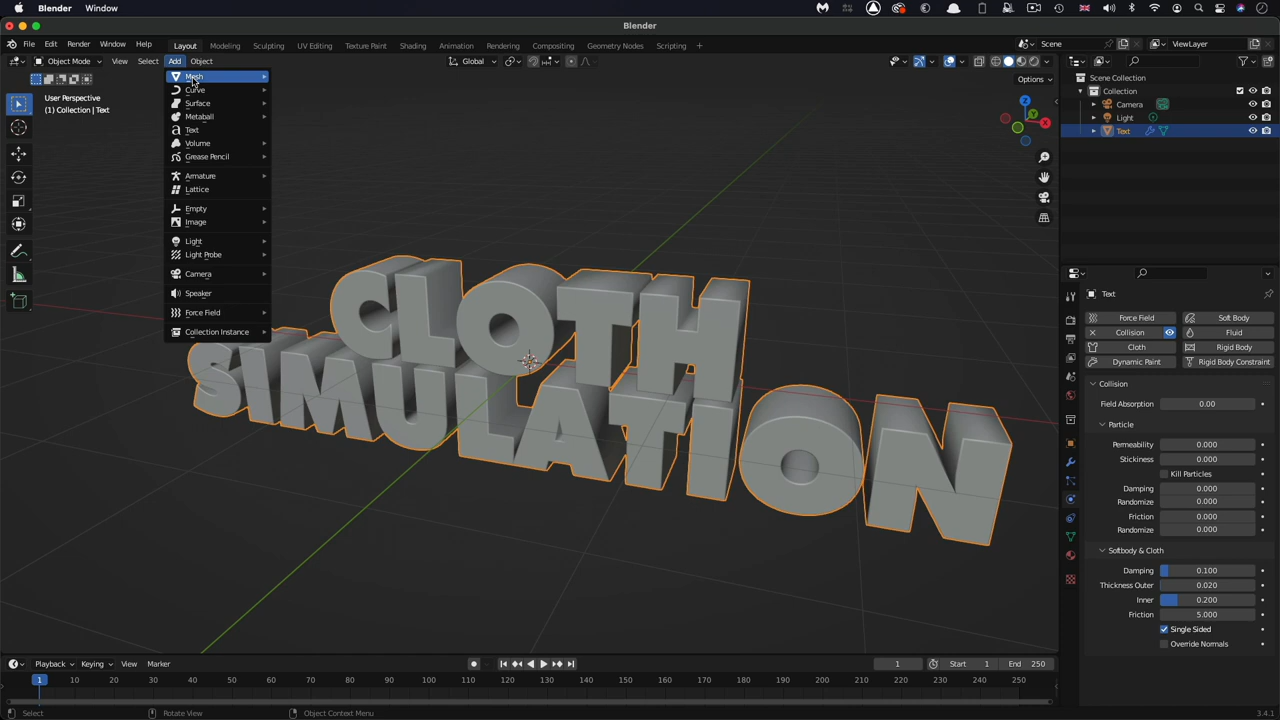 Blender Window
Blender
File Edit Render Window Help Layout Modeling Sculpting UV Editing Texture Paint Shading Animation Rendering Compositing Geometry Nodes Scripting + Scene ViewLayer
Object Mode View Select Add Object Global
Options
User Perspective
(1) Collection | Text
Mesh
Curve
Surface
Metaball
Text
Volume
Grease Pencil
Armature
Lattice
Empty
Image
Light
Light Probe
Camera
Speaker
Force Field
Collection Instance
X
Y
Z
CLOTH
SIMULATION
Scene Collection
Collection
Camera
Light
Text
Text
Force Field Soft Body
Collision Fluid
Cloth Rigid Body
Dynamic Paint Rigid Body Constraint
Collision
Field Absorption 0.00
Particle
Permeability 0.000
Stickiness 0.000
Kill Particles
Damping 0.000
Randomize 0.000
Friction 0.000
Randomize 0.000
Softbody & Cloth
Damping 0.100
Thickness Outer 0.020
Inner 0.200
Friction 5.000
Single Sided
Override Normals
Playback Keying View Marker 1 Start 1 End 250
1 10 20 30 40 50 60 70 80 90 100 110 120 130 140 150 160 170 180 190 200 210 220 230 240 250
Select Rotate View Object Context Menu 3.4.1